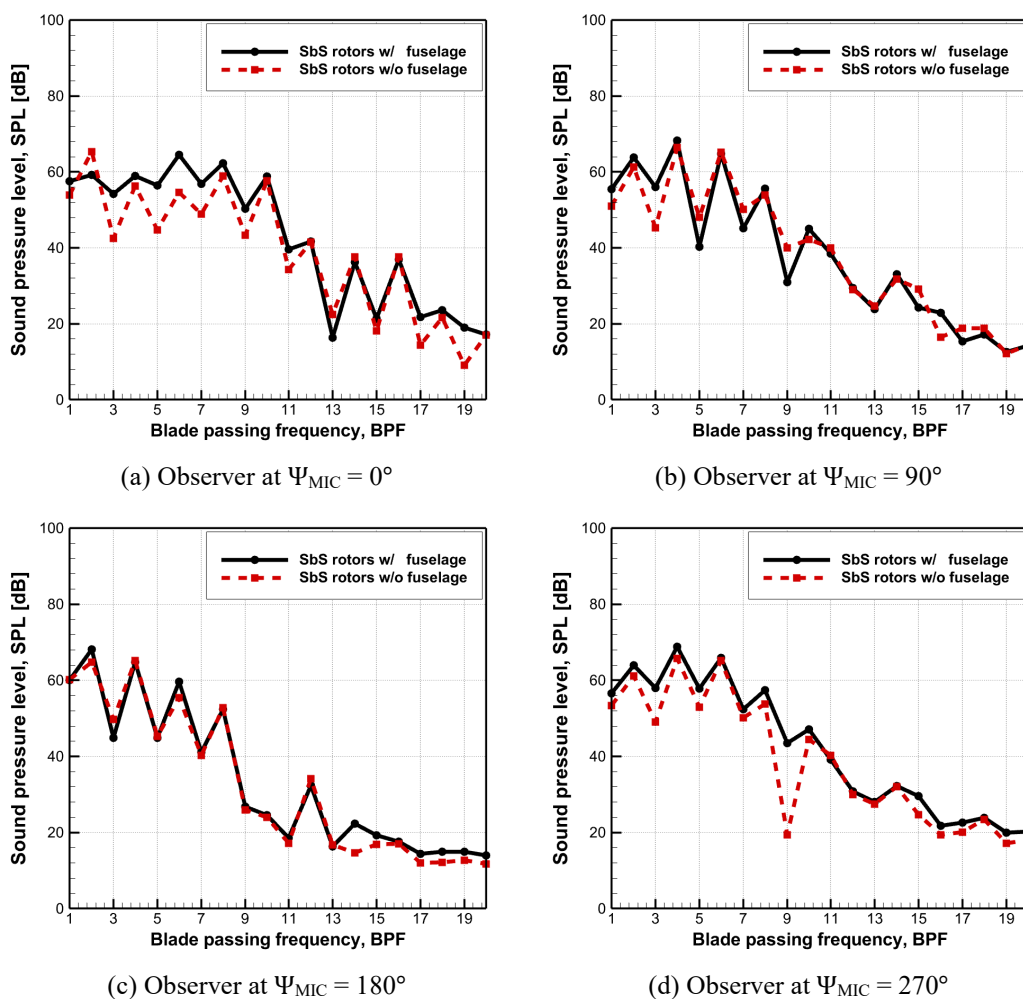 SbS rotors w/ fuselage
SbS rotors w/o fuselage
Sound pressure level, SPL [dB]
100
80
60
40
20
0
1 3 5 7 9 11 13 15 17 19
Blade passing frequency, BPF
(a) Observer at Ψ_MIC = 0°
SbS rotors w/ fuselage
SbS rotors w/o fuselage
Sound pressure level, SPL [dB]
100
80
60
40
20
0
1 3 5 7 9 11 13 15 17 19
Blade passing frequency, BPF
(b) Observer at Ψ_MIC = 90°
SbS rotors w/ fuselage
SbS rotors w/o fuselage
Sound pressure level, SPL [dB]
100
80
60
40
20
0
1 3 5 7 9 11 13 15 17 19
Blade passing frequency, BPF
(c) Observer at Ψ_MIC = 180°
SbS rotors w/ fuselage
SbS rotors w/o fuselage
Sound pressure level, SPL [dB]
100
80
60
40
20
0
1 3 5 7 9 11 13 15 17 19
Blade passing frequency, BPF
(d) Observer at Ψ_MIC = 270°